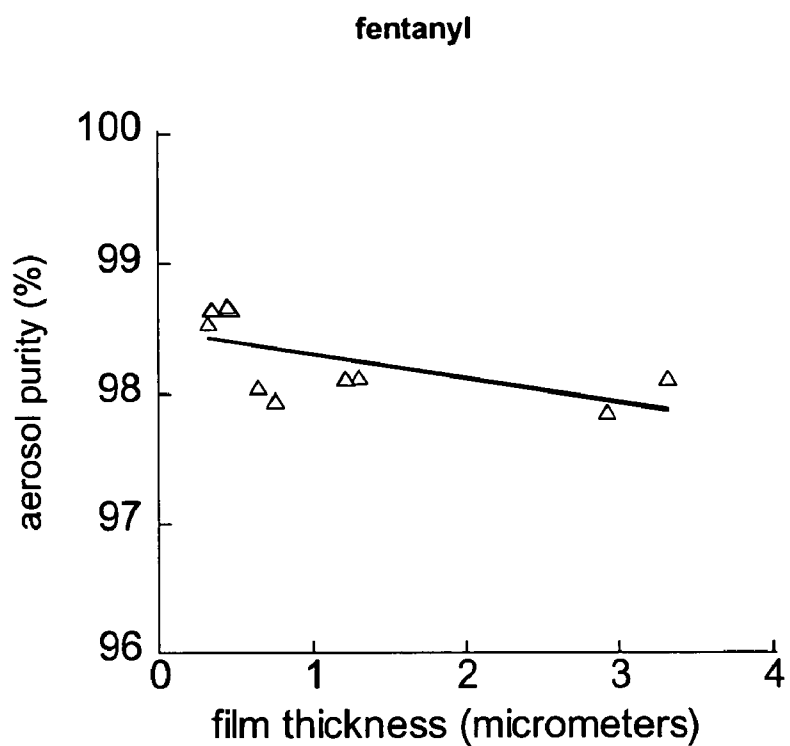 fentanyl
100
99
98
97
96
aerosol purity (%)
0 1 2 3 4
film thickness (micrometers)